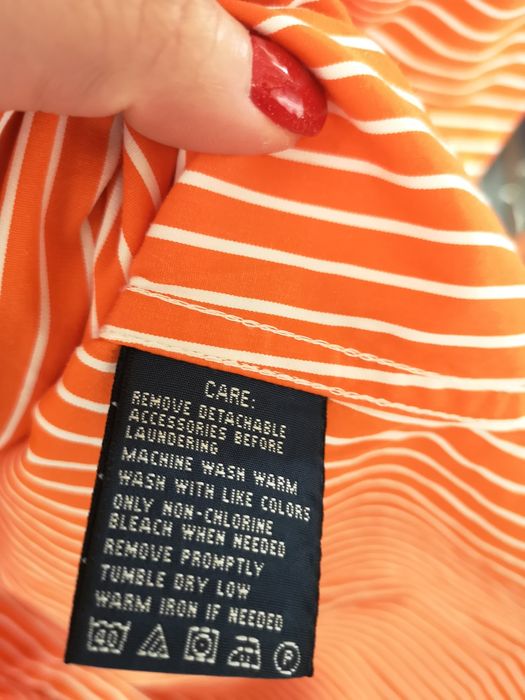 CARE:
REMOVE DETACHABLE
ACCESSORIES BEFORE
LAUNDERING
MACHINE WASH WARM
WASH WITH LIKE COLORS
ONLY NON-CHLORINE
BLEACH WHEN NEEDED
REMOVE PROMPTLY
TUMBLE DRY LOW
WARM IRON IF NEEDED
40 P